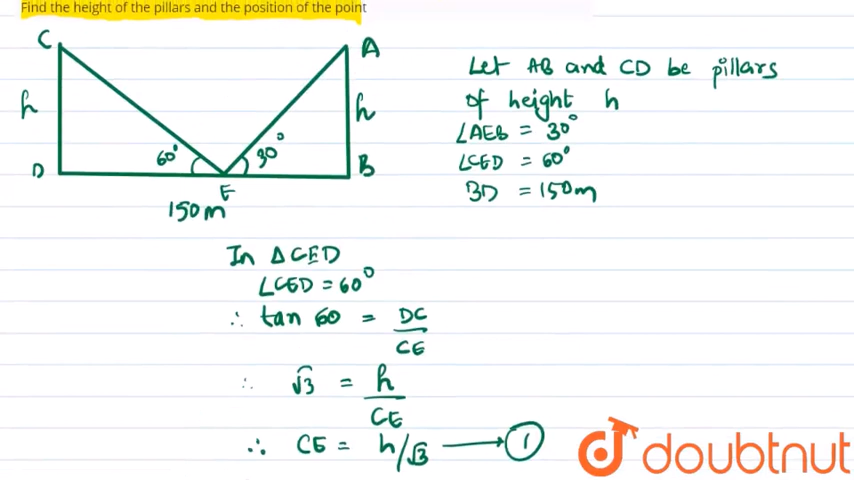 Find the height of the pillars and the position of the point
C
A
h
h
60°
30°
D
E
B
150m
Let AB and CD be pillars
of height h
∠AEB = 30°
∠CED = 60°
BD = 150m
In ΔCED
∠CED = 60°
∴ tan 60 = DC/CE
∴ √3 = h/CE
∴ CE = h/√3 → ①
doubtnut